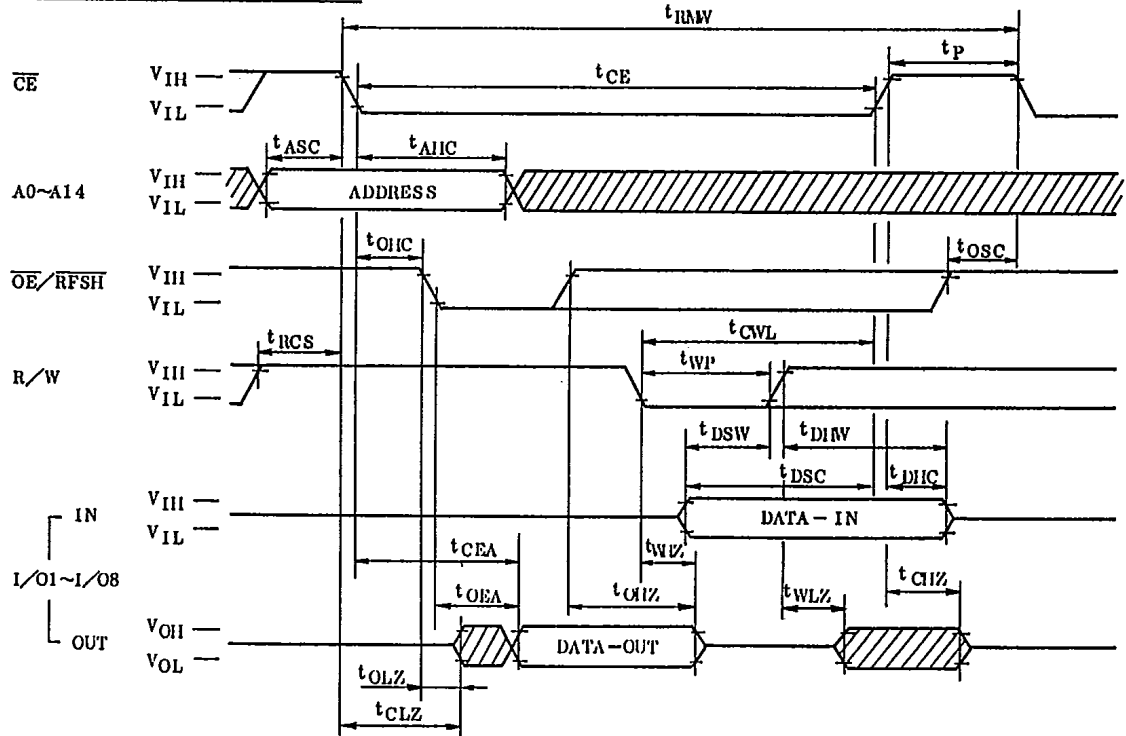 tRMW
tP
CE
VIH
tCE
VIL
tASC
tAHC
A0~A14
VIH
ADDRESS
VIL
tOHC
tOSC
OE/RFSH
VIH
VIL
tRCS
tCWL
R/W
VIH
tWP
VIL
tDSW
tDHW
VIH
tDSC
tDHC
IN
DATA-IN
VIL
tCEA
tWHZ
I/O1~I/O8
tOEA
tOHZ
tWLZ
tCHZ
OUT
VOH
DATA-OUT
VOL
tOLZ
tCLZ